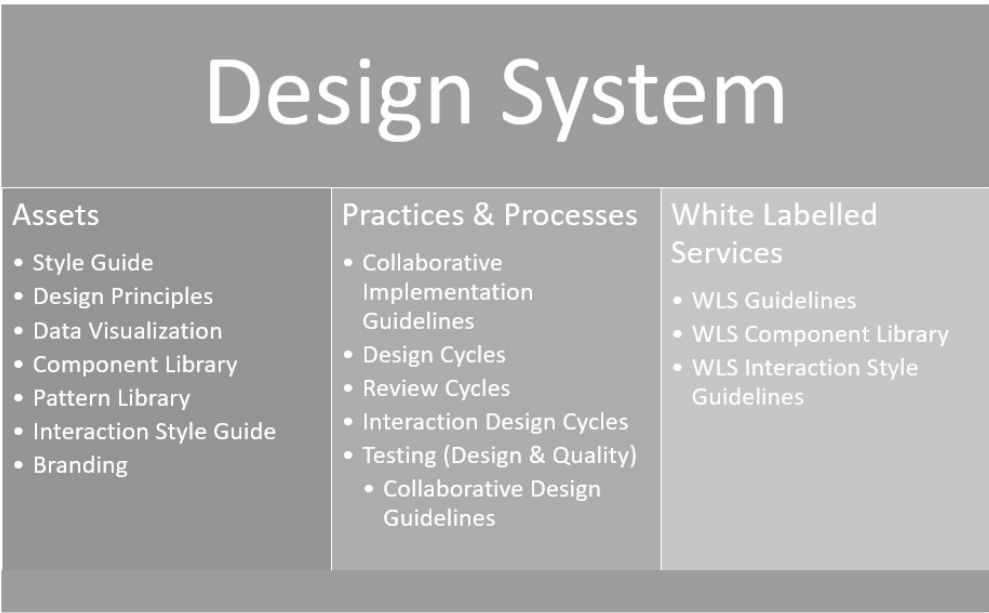 Design System
Assets
• Style Guide
• Design Principles
• Data Visualization
• Component Library
• Pattern Library
• Interaction Style Guide
• Branding
Practices & Processes
• Collaborative
Implementation
Guidelines
• Design Cycles
• Review Cycles
• Interaction Design Cycles
• Testing (Design & Quality)
• Collaborative Design
Guidelines
White Labelled
Services
• WLS Guidelines
• WLS Component Library
• WLS Interaction Style
Guidelines